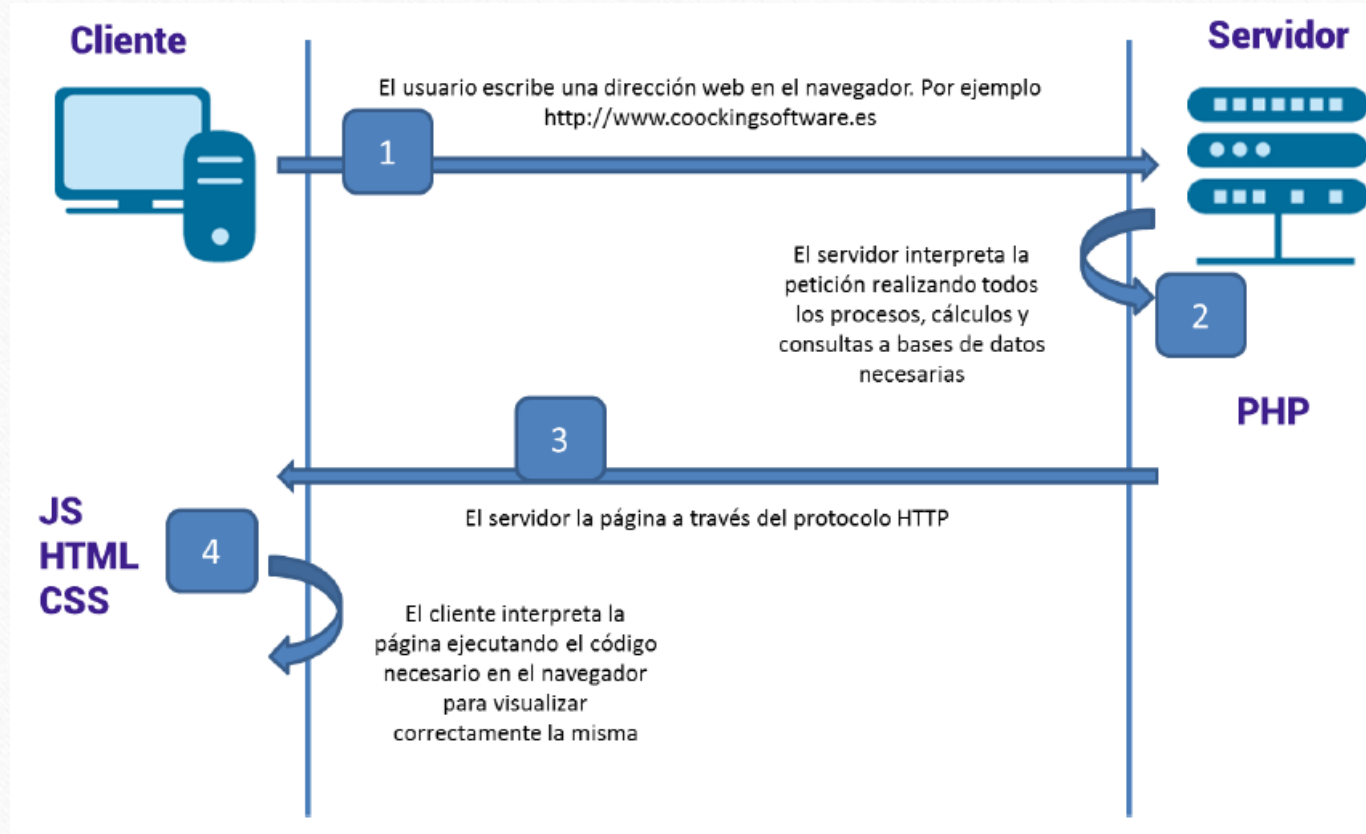 Cliente
Servidor
El usuario escribe una dirección web en el navegador. Por ejemplo
http://www.coockingsoftware.es
1
El servidor interpreta la
petición realizando todos
los procesos, cálculos y
consultas a bases de datos
necesarias
2
PHP
3
El servidor la página a través del protocolo HTTP
JS
HTML
CSS
4
El cliente interpreta la
página ejecutando el código
necesario en el navegador
para visualizar
correctamente la misma